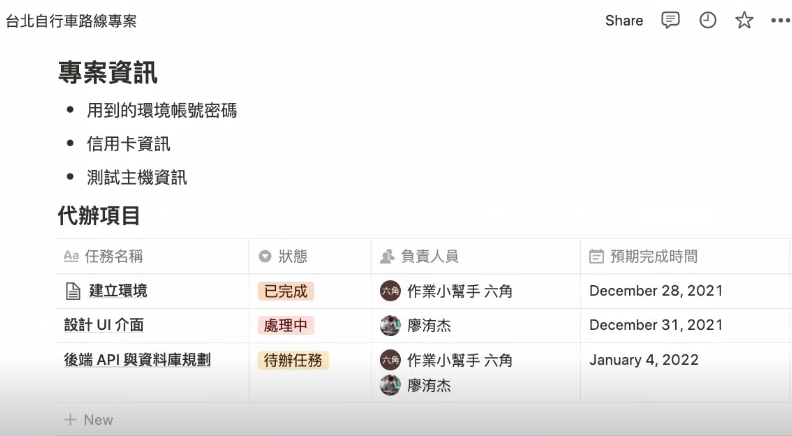 台北自行車路線專案 Share
專案資訊
用到的環境帳號密碼
信用卡資訊
測試主機資訊
代辦項目
Aa 任務名稱 狀態 負責人員 預期完成時間
建立環境 已完成 六角 作業小幫手 六角 December 28, 2021
設計 UI 介面 處理中 廖洧杰 December 31, 2021
後端 API 與資料庫規劃 待辦任務 六角 作業小幫手 六角 January 4, 2022
廖洧杰
+ New